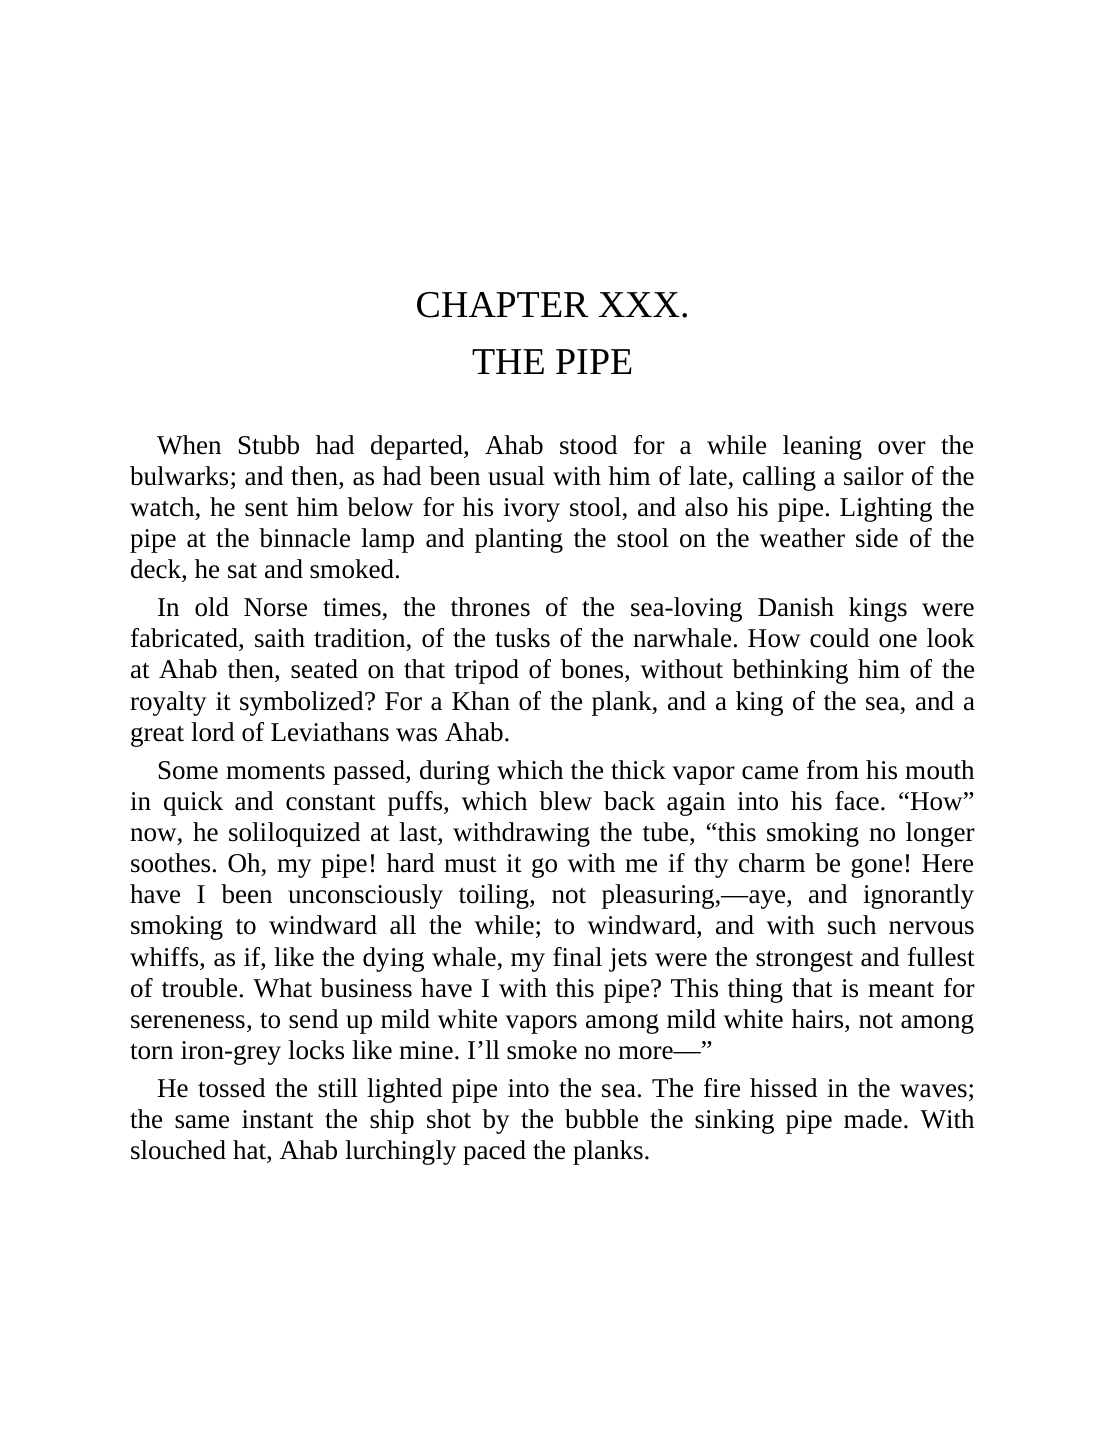 CHAPTER XXX.
THE PIPE
When Stubb had departed, Ahab stood for a while leaning over the
bulwarks; and then, as had been usual with him of late, calling a sailor of the
watch, he sent him below for his ivory stool, and also his pipe. Lighting the
pipe at the binnacle lamp and planting the stool on the weather side of the
deck, he sat and smoked.
In old Norse times, the thrones of the sea-loving Danish kings were
fabricated, saith tradition, of the tusks of the narwhale. How could one look
at Ahab then, seated on that tripod of bones, without bethinking him of the
royalty it symbolized? For a Khan of the plank, and a king of the sea, and a
great lord of Leviathans was Ahab.
Some moments passed, during which the thick vapor came from his mouth
in quick and constant puffs, which blew back again into his face. “How”
now, he soliloquized at last, withdrawing the tube, “this smoking no longer
soothes. Oh, my pipe! hard must it go with me if thy charm be gone! Here
have I been unconsciously toiling, not pleasuring,—aye, and ignorantly
smoking to windward all the while; to windward, and with such nervous
whiffs, as if, like the dying whale, my final jets were the strongest and fullest
of trouble. What business have I with this pipe? This thing that is meant for
sereneness, to send up mild white vapors among mild white hairs, not among
torn iron-grey locks like mine. I’ll smoke no more—”
He tossed the still lighted pipe into the sea. The fire hissed in the waves;
the same instant the ship shot by the bubble the sinking pipe made. With
slouched hat, Ahab lurchingly paced the planks.